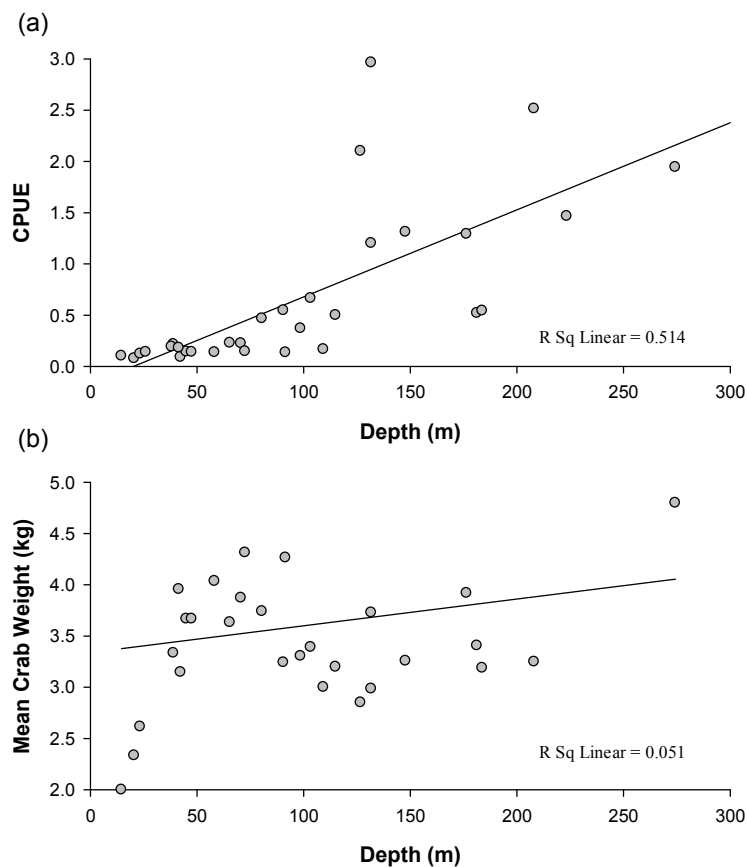 (a)
3.0
2.5
2.0
1.5
1.0
0.5
0.0
CPUE
R Sq Linear = 0.514
0 50 100 150 200 250 300
Depth (m)
(b)
5.0
4.5
4.0
3.5
3.0
2.5
2.0
Mean Crab Weight (kg)
R Sq Linear = 0.051
0 50 100 150 200 250 300
Depth (m)